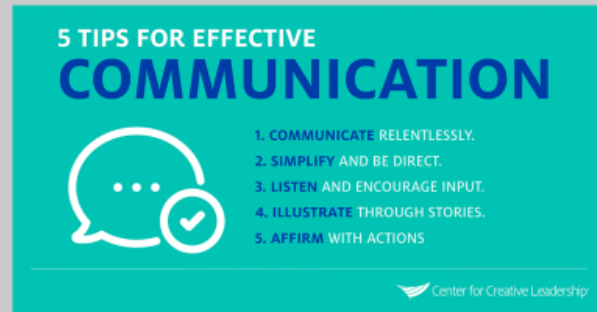 5 TIPS FOR EFFECTIVE
COMMUNICATION
1. COMMUNICATE RELENTLESSLY.
2. SIMPLIFY AND BE DIRECT.
3. LISTEN AND ENCOURAGE INPUT.
4. ILLUSTRATE THROUGH STORIES.
5. AFFIRM WITH ACTIONS
Center for Creative Leadership